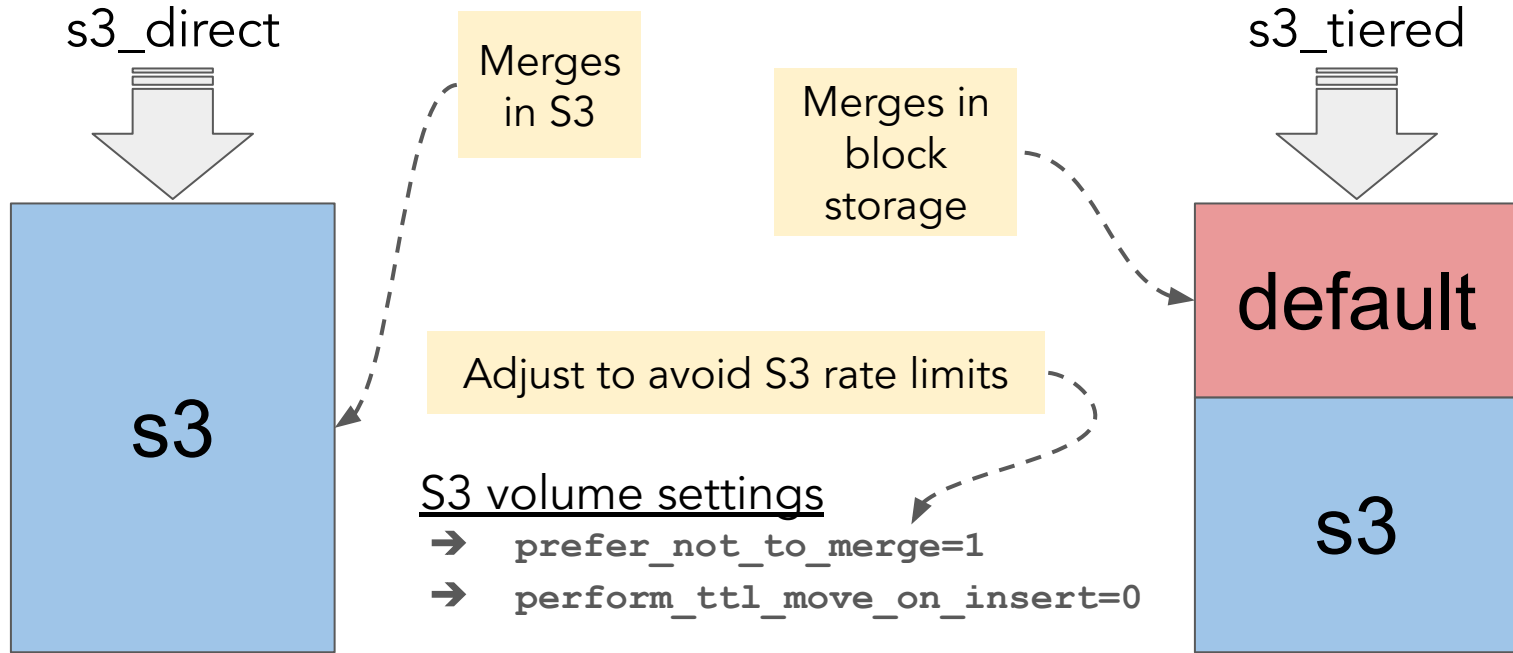 s3_direct
Merges
in S3
s3
Merges in
block
storage
s3_tiered
default
s3
Adjust to avoid S3 rate limits
S3 volume settings
➔ prefer_not_to_merge=1
➔ perform_ttl_move_on_insert=0